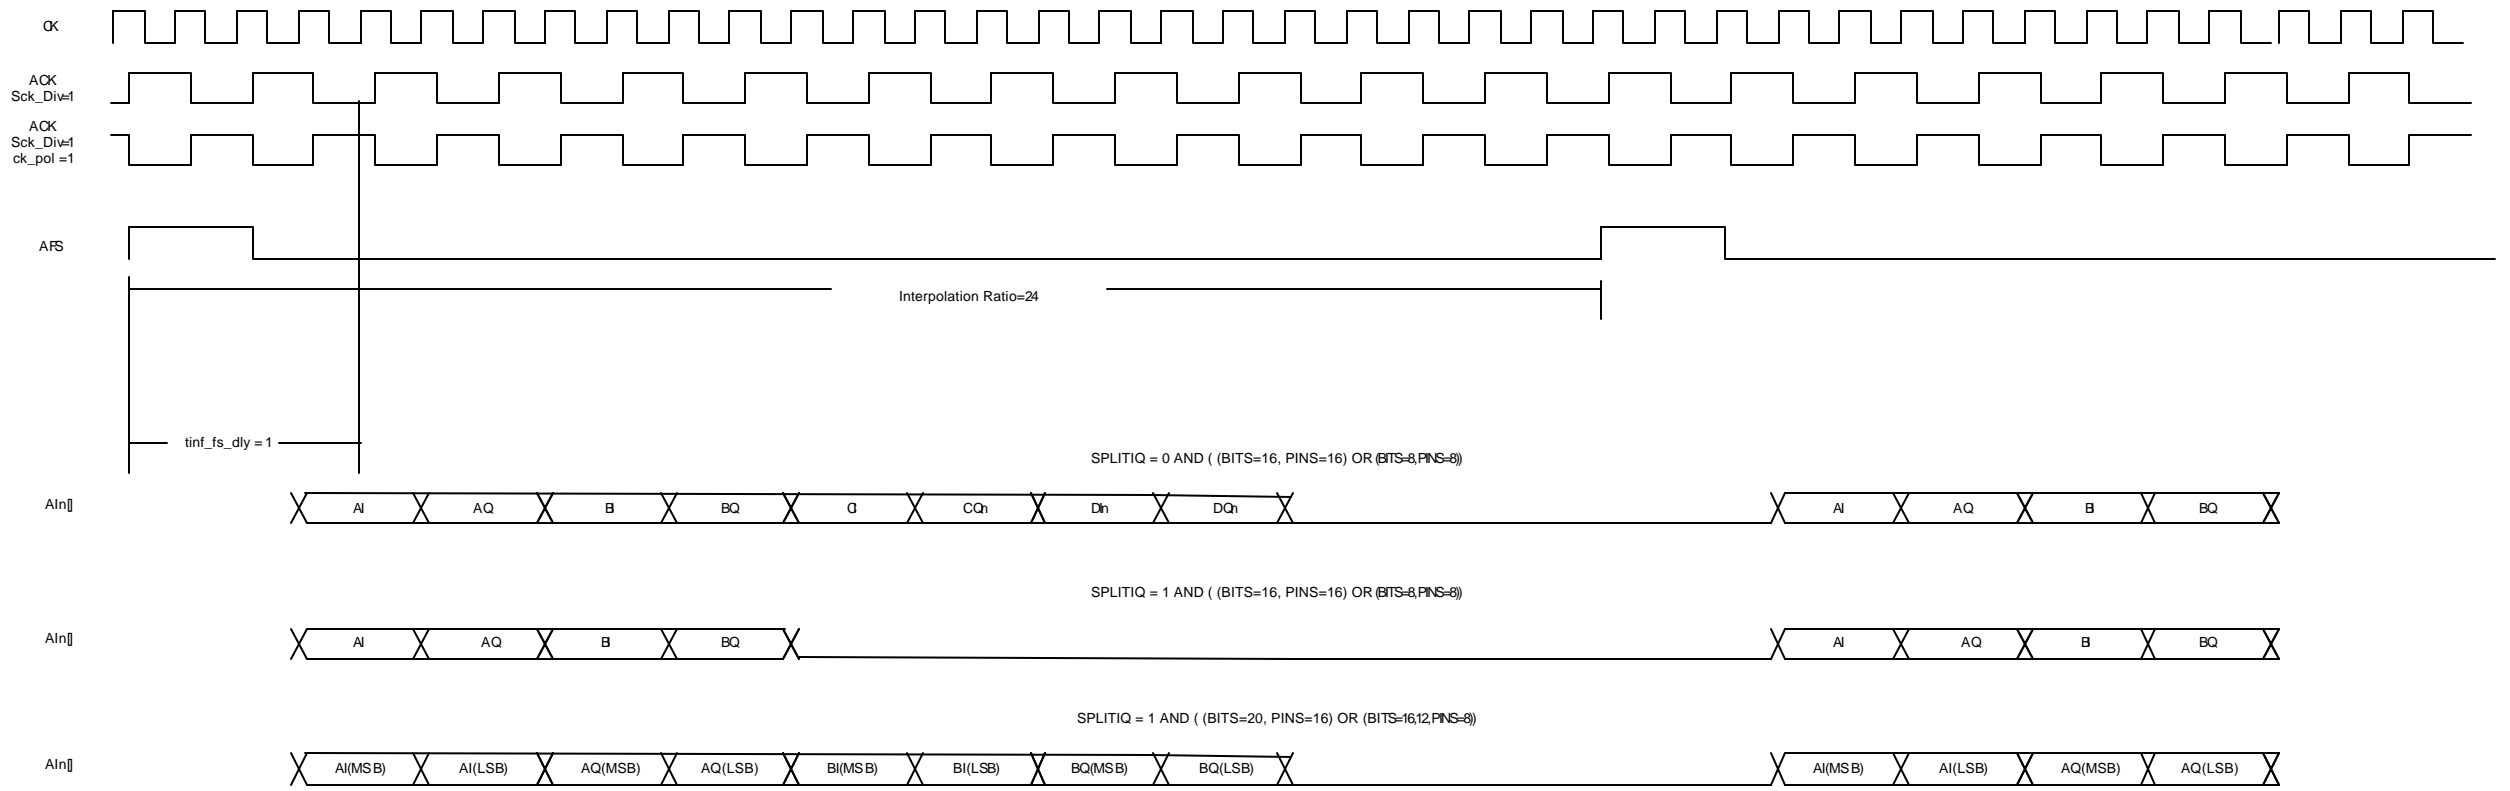 CK
ACK
Sck_Div=1
ACK
Sck_Div=1
ck_pol =1
AFS
Interpolation Ratio=24
tinf_fs_dly = 1
SPLITIQ = 0 AND ( (BITS=16, PINS=16) OR (BITS=8,PINS=8))
AIn[] AI AQ BI BQ CI CQn DIn DQn AI AQ BI BQ
SPLITIQ = 1 AND ( (BITS=16, PINS=16) OR (BITS=8,PINS=8))
AIn[] AI AQ BI BQ AI AQ BI BQ
SPLITIQ = 1 AND ( (BITS=20, PINS=16) OR (BITS=16,12,PINS=8))
AIn[] AI(MSB) AI(LSB) AQ(MSB) AQ(LSB) BI(MSB) BI(LSB) BQ(MSB) BQ(LSB) AI(MSB) AI(LSB) AQ(MSB) AQ(LSB)